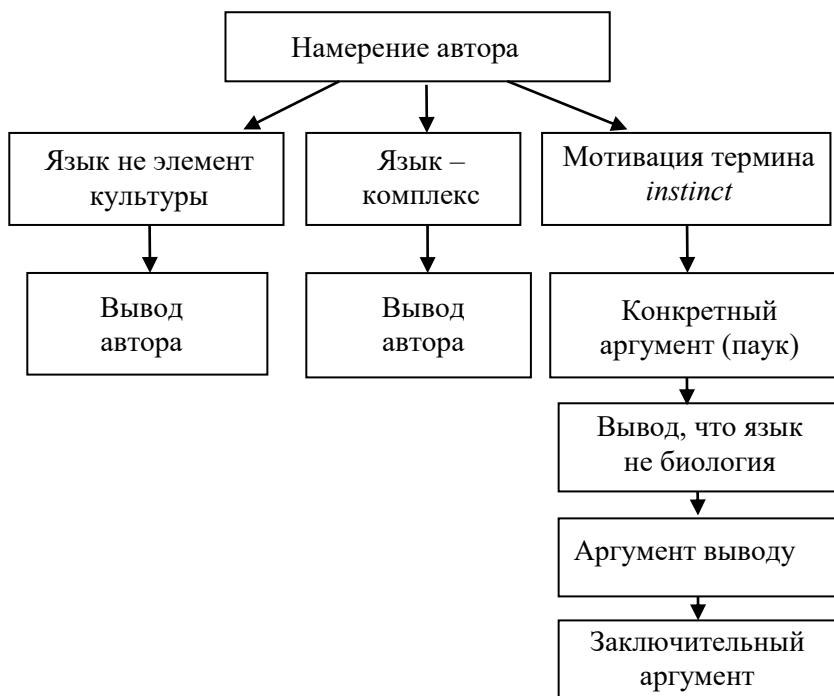 Намерение автора
Язык не элемент
культуры
Язык –
комплекс
Мотивация термина
instinct
Вывод
автора
Вывод
автора
Конкретный
аргумент (паук)
Вывод, что язык
не биология
Аргумент выводу
Заключительный
аргумент